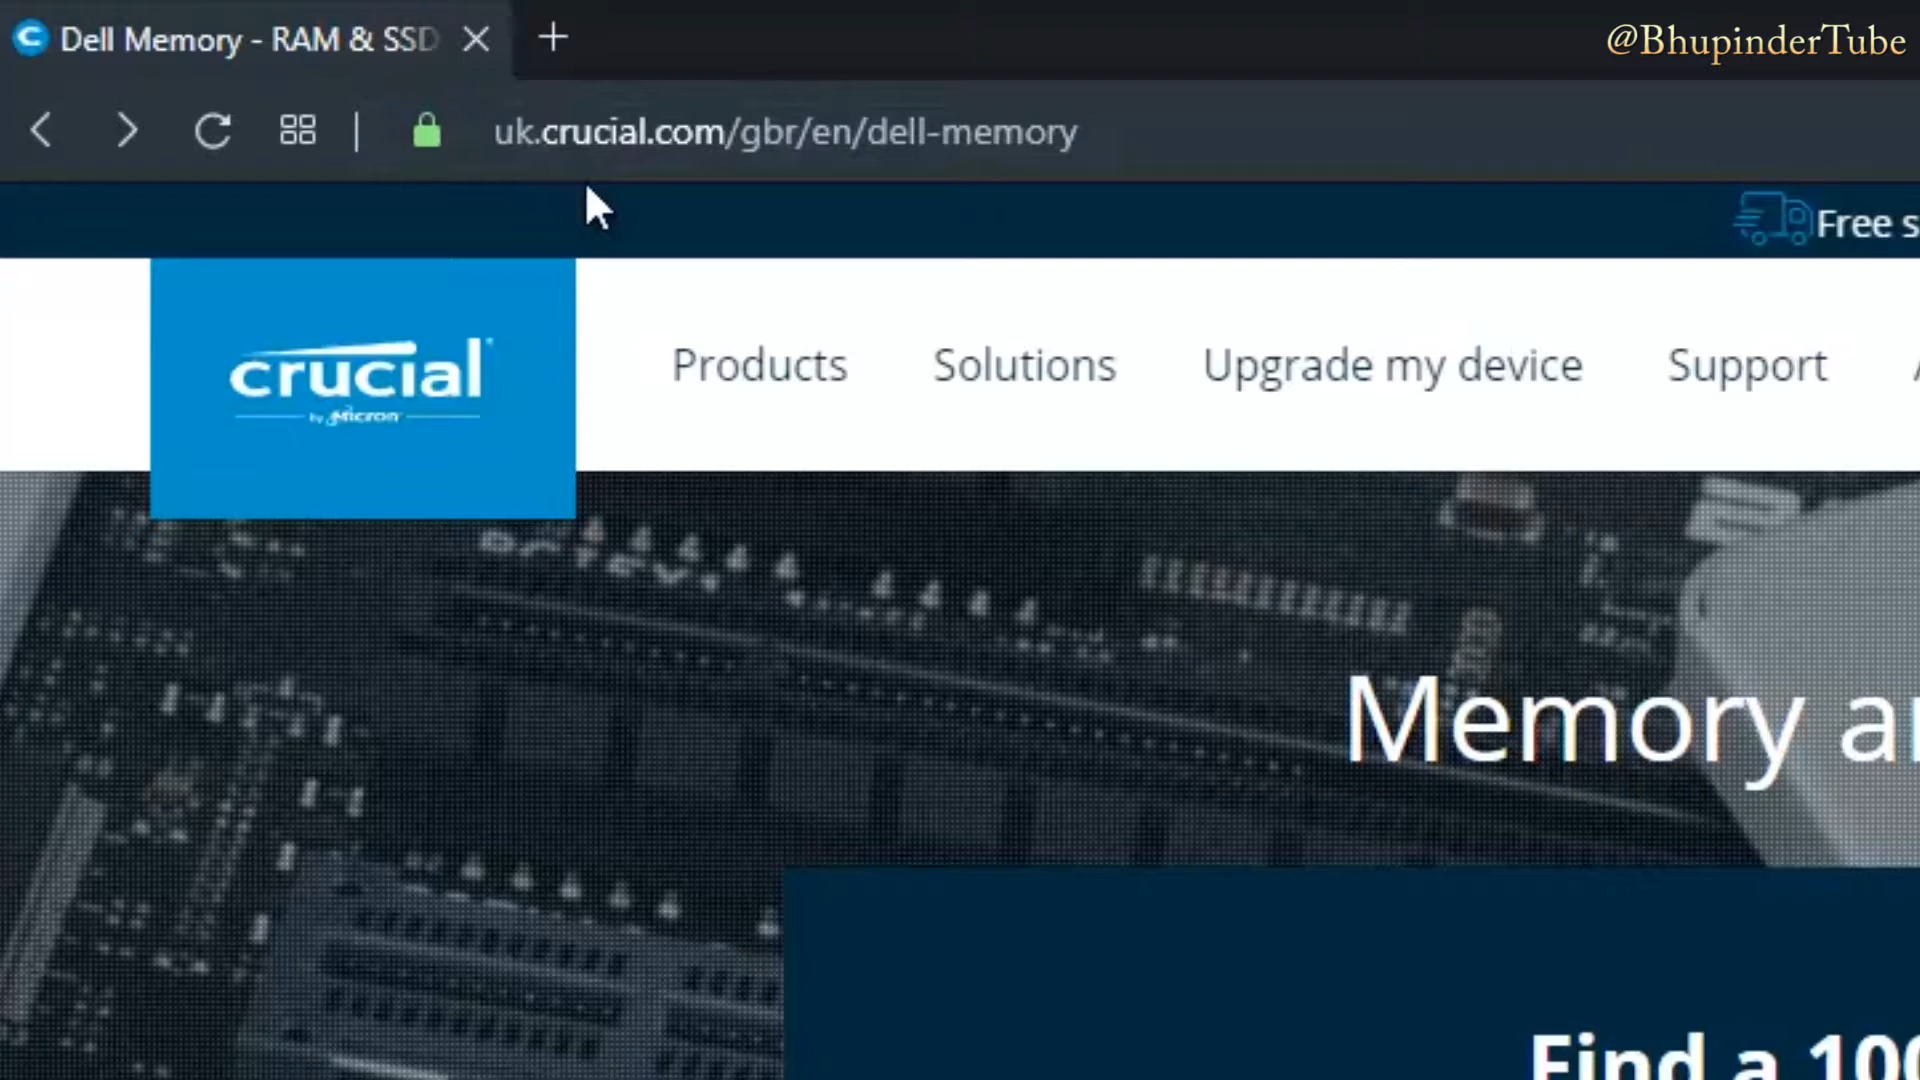 Dell Memory - RAM & SSD
@BhupinderTube
uk.crucial.com/gbr/en/dell-memory
Free s
crucial
by Micron
Products Solutions Upgrade my device Support
Memory a
Find a 100